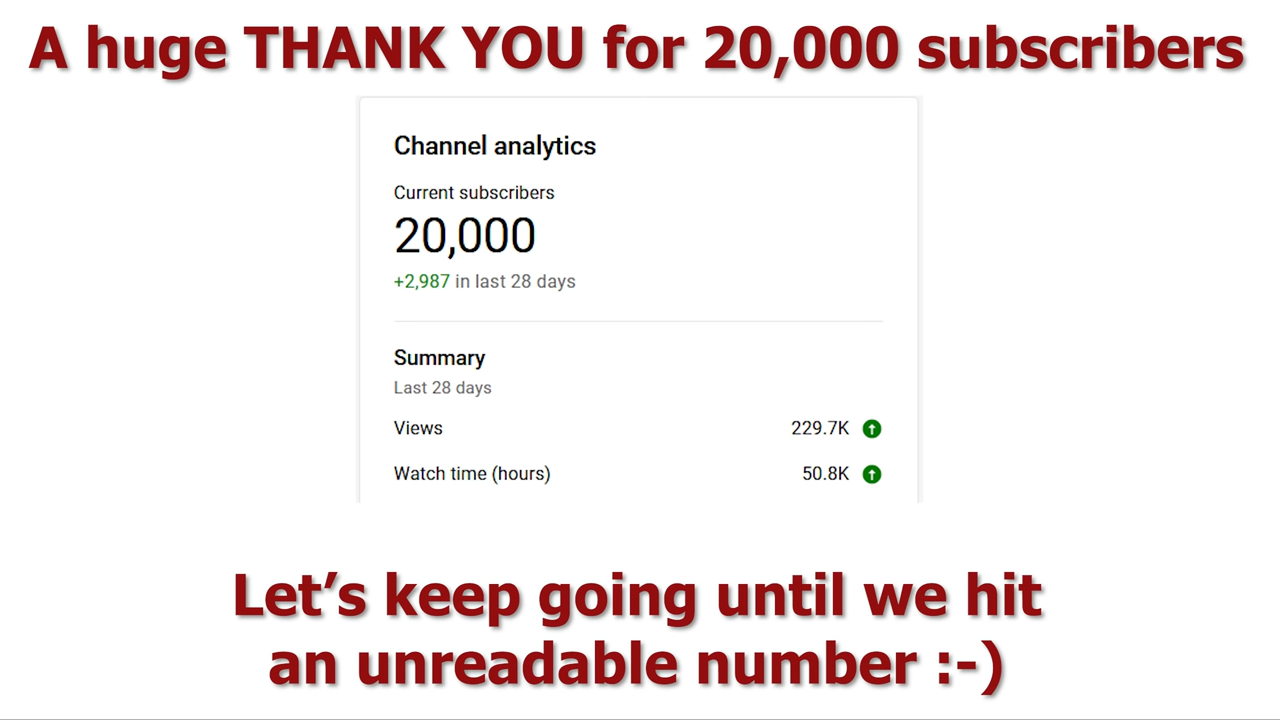 A huge THANK YOU for 20,000 subscribers
Channel analytics
Current subscribers
20,000
+2,987 in last 28 days
Summary
Last 28 days
Views 229.7K
Watch time (hours) 50.8K
Let’s keep going until we hit
an unreadable number :-)